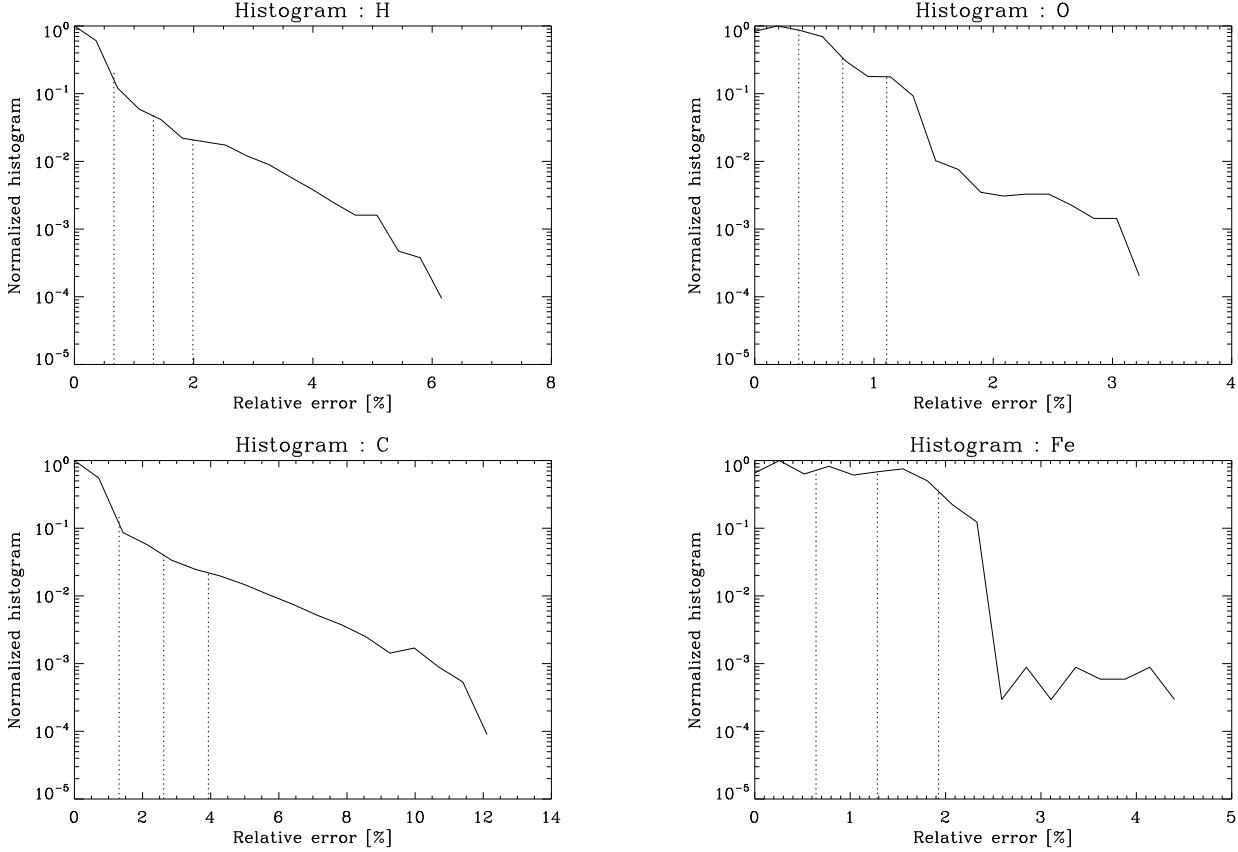 Histogram : H
Normalized histogram
10^0
10^-1
10^-2
10^-3
10^-4
10^-5
0 2 4 6 8
Relative error [%]
Histogram : O
Normalized histogram
10^0
10^-1
10^-2
10^-3
10^-4
10^-5
0 1 2 3 4
Relative error [%]
Histogram : C
Normalized histogram
10^0
10^-1
10^-2
10^-3
10^-4
10^-5
0 2 4 6 8 10 12 14
Relative error [%]
Histogram : Fe
Normalized histogram
10^0
10^-1
10^-2
10^-3
10^-4
10^-5
0 1 2 3 4 5
Relative error [%]